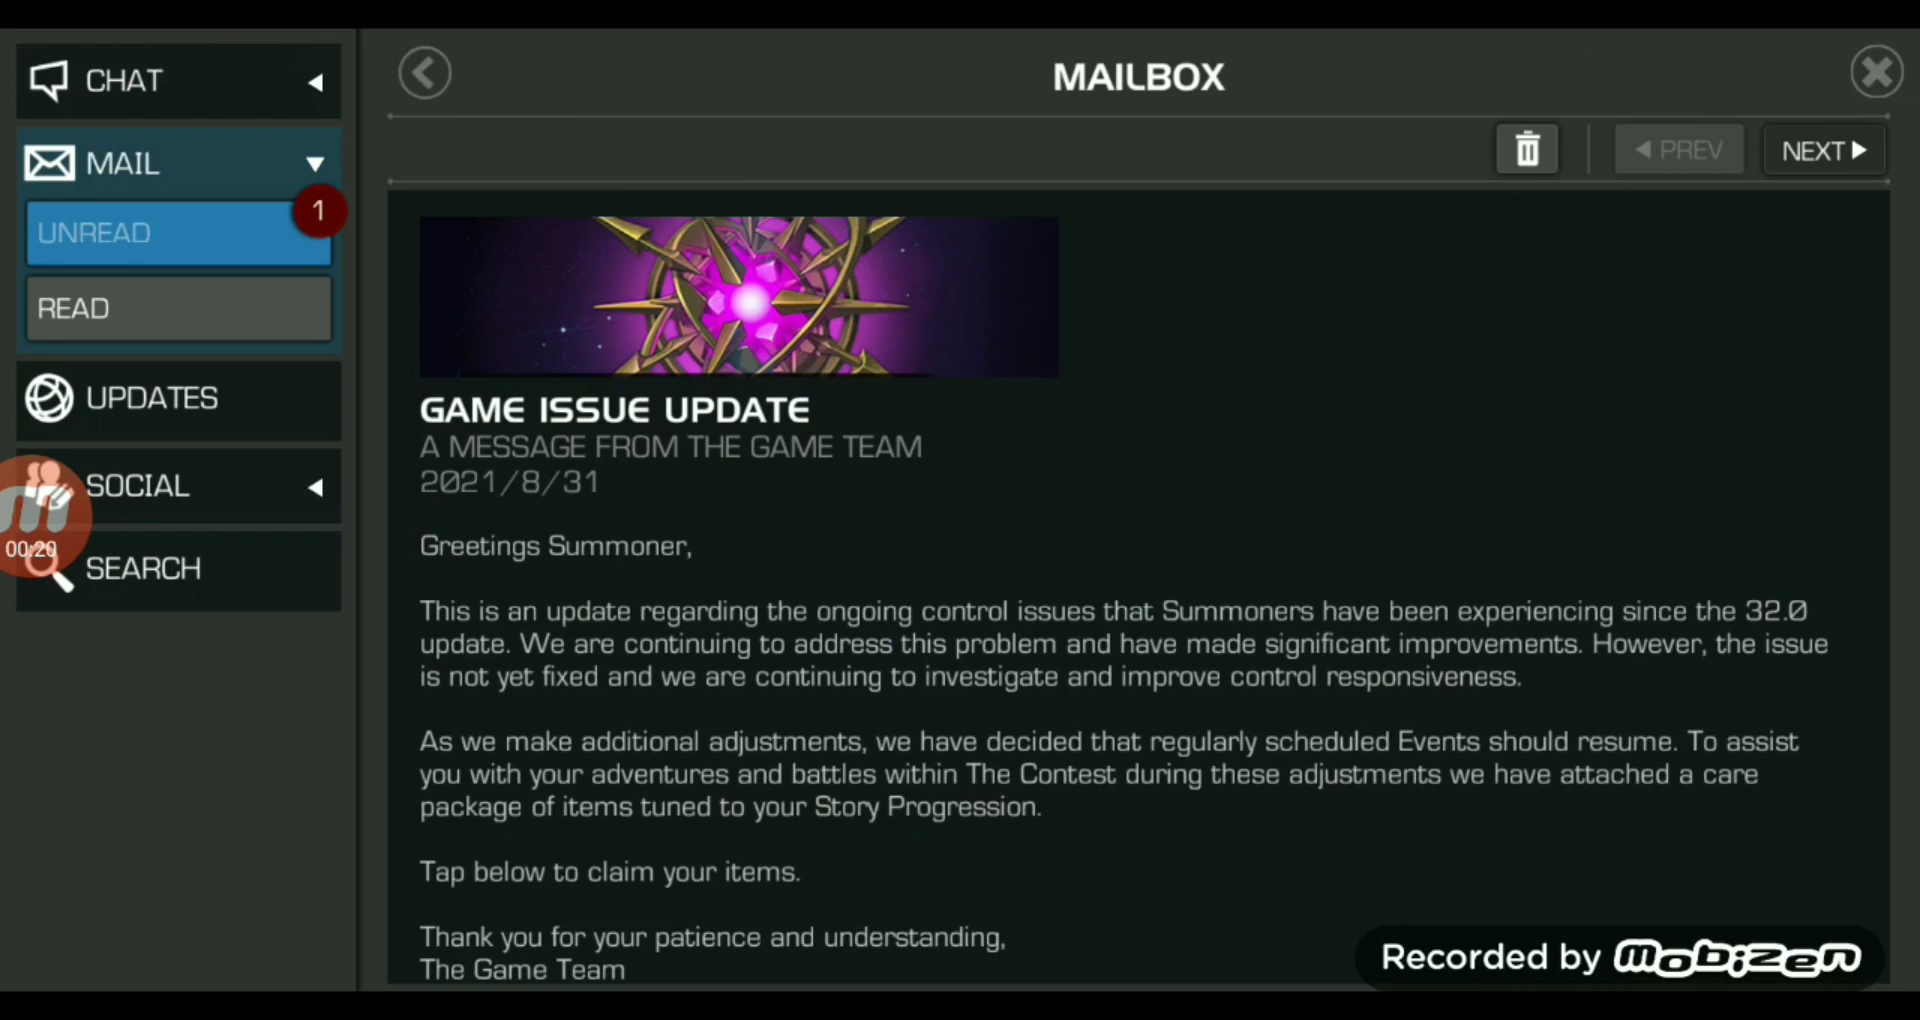 CHAT
MAILBOX
MAIL
PREV
NEXT
1
UNREAD
READ
UPDATES
GAME ISSUE UPDATE
A MESSAGE FROM THE GAME TEAM
2021/8/31
SOCIAL
00:20
SEARCH
Greetings Summoner,
This is an update regarding the ongoing control issues that Summoners have been experiencing since the 32.0
update. We are continuing to address this problem and have made significant improvements. However, the issue
is not yet fixed and we are continuing to investigate and improve control responsiveness.
As we make additional adjustments, we have decided that regularly scheduled Events should resume. To assist
you with your adventures and battles within The Contest during these adjustments we have attached a care
package of items tuned to your Story Progression.
Tap below to claim your items.
Thank you for your patience and understanding,
The Game Team
Recorded by mobizen